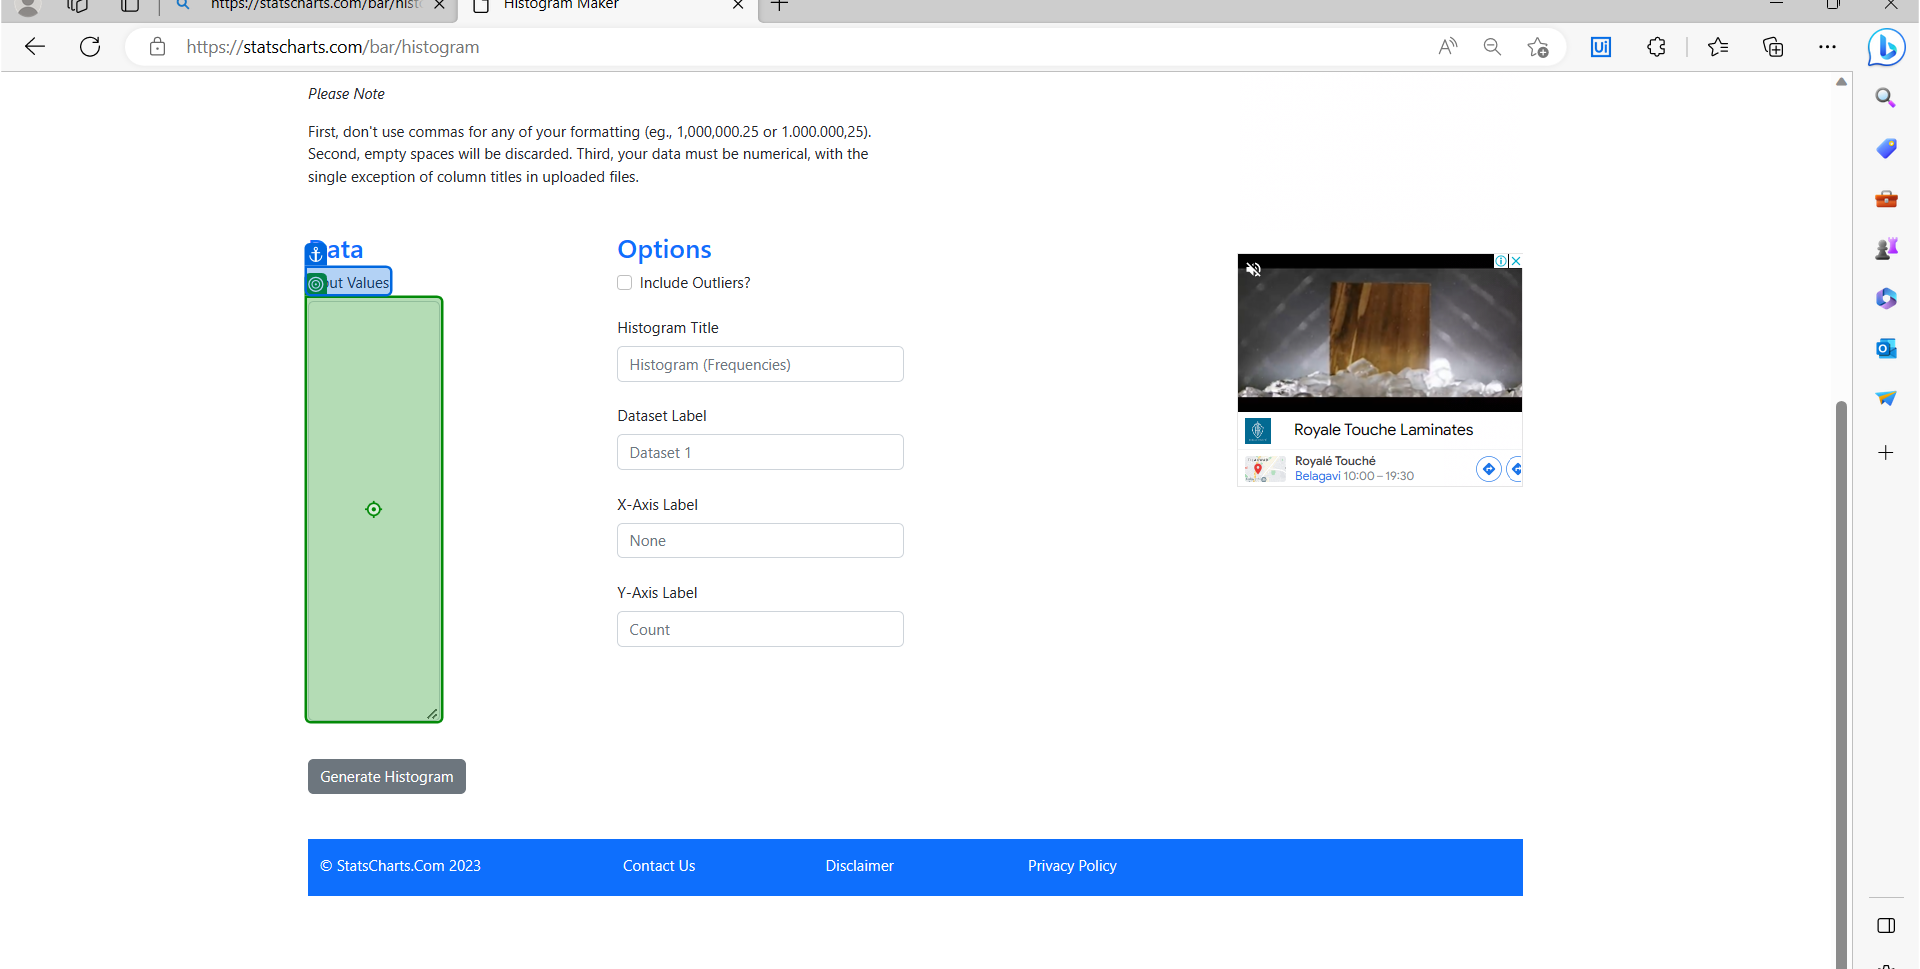 https://statscharts.com/bar/hist
Histogram Maker
https://statscharts.com/bar/histogram
Please Note
First, don't use commas for any of your formatting (eg., 1,000,000.25 or 1.000.000,25).
Second, empty spaces will be discarded. Third, your data must be numerical, with the
single exception of column titles in uploaded files.
Options
Include Outliers?
Values
Histogram Title
Histogram (Frequencies)
Dataset Label
Dataset 1
X-Axis Label
None
Y-Axis Label
Count
Royale Touche Laminates
Royalé Touché
Belagavi 10:00 – 19:30
Generate Histogram
© StatsCharts.Com 2023
Contact Us
Disclaimer
Privacy Policy